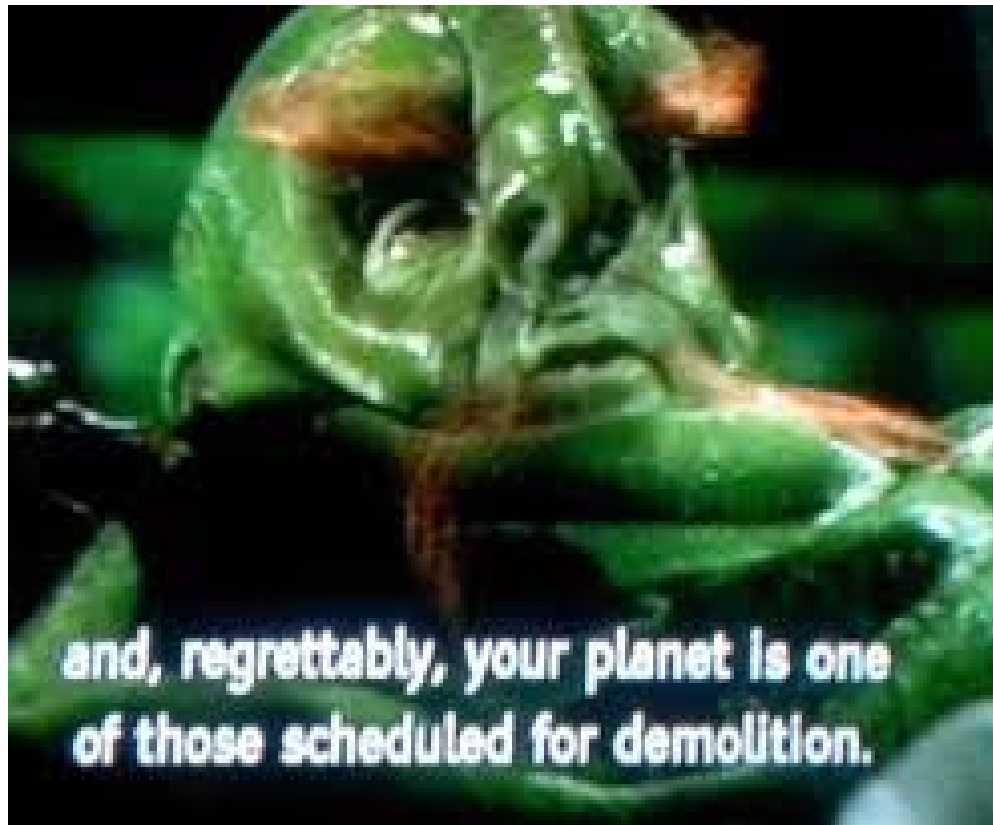 and, regrettably, your planet is one
of those scheduled for demolition.